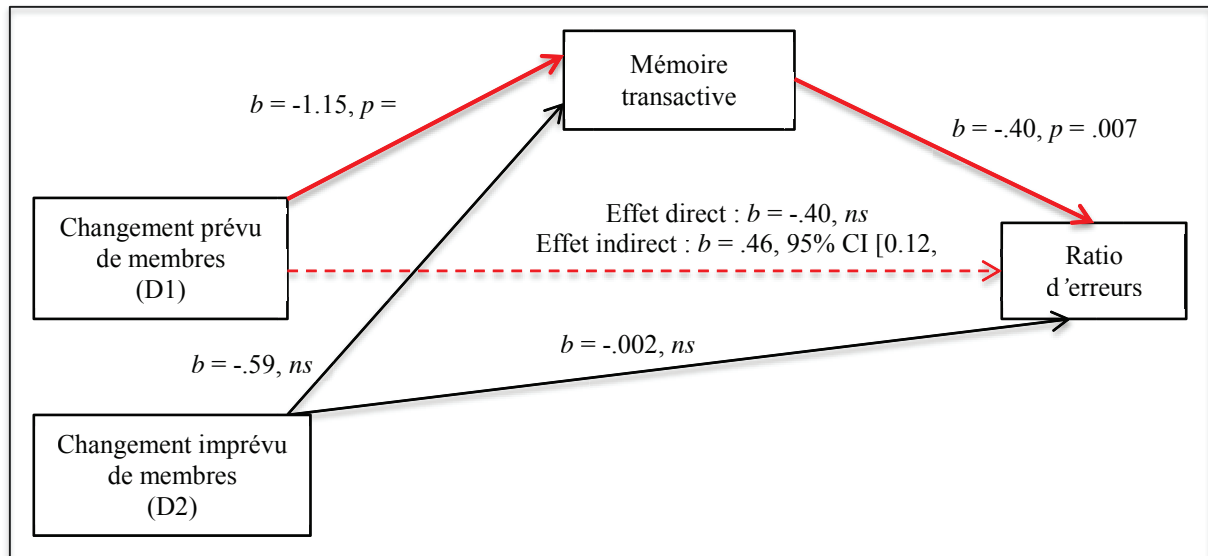 Mémoire
transactive
b = -1.15, p =
b = -.40, p = .007
Changement prévu
de membres
(D1)
Effet direct : b = -.40, ns
Effet indirect : b = .46, 95% CI [0.12,
Ratio
d'erreurs
b = -.59, ns
b = -.002, ns
Changement imprévu
de membres
(D2)